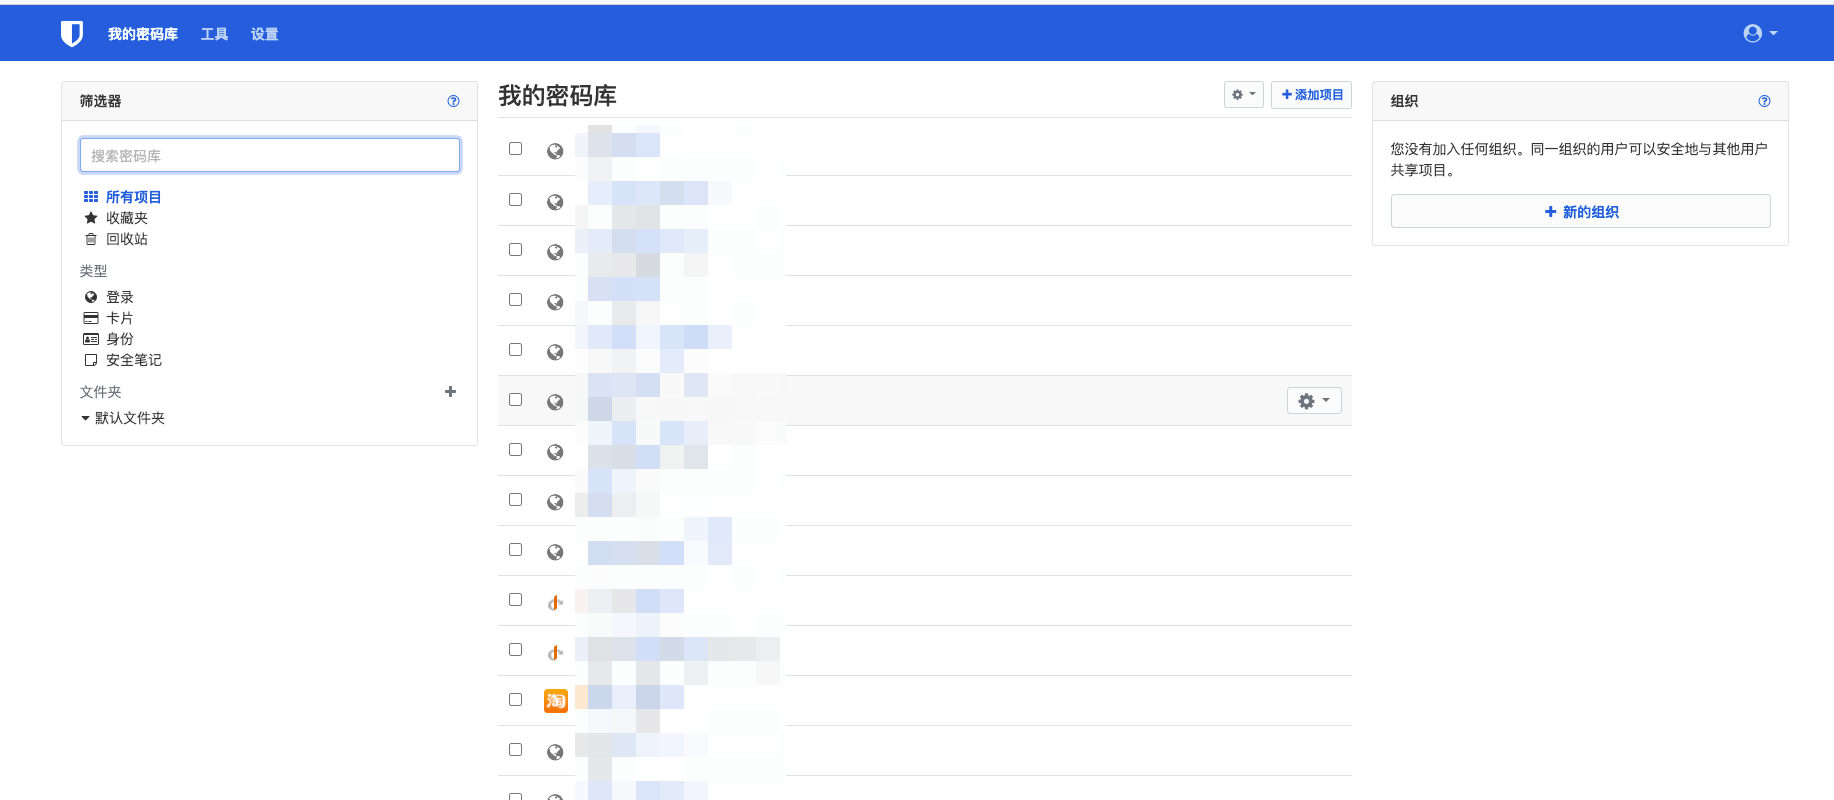 我的密码库 工具 设置
筛选器
搜索密码库
所有项目
收藏夹
回收站
类型
登录
卡片
身份
安全笔记
文件夹
默认文件夹
我的密码库
添加项目
淘
组织
您没有加入任何组织。同一组织的用户可以安全地与其他用户
共享项目。
新的组织